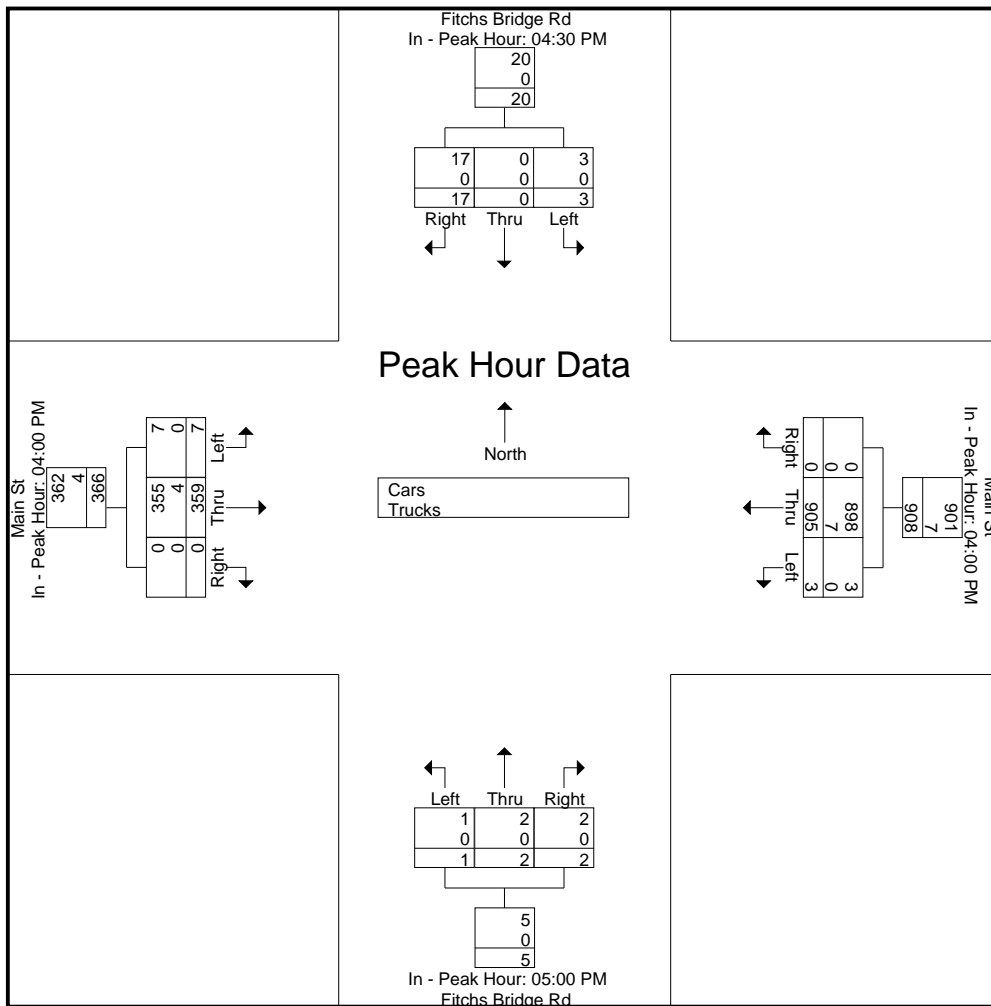 Fitchs Bridge Rd
In - Peak Hour: 04:30 PM
20
0
20
17 0 3
0 0 0
17 0 3
Right Thru Left
Peak Hour Data
North
Cars
Trucks
Main St
In - Peak Hour: 04:00 PM
362
4
366
7 0 7
Left
355 4 359
Thru
0 0 0
Right
Main St
In - Peak Hour: 04:00 PM
901
7
908
Right
0 0 0
Thru
905 7 898
Left
3 0 3
Left Thru Right
1 2 2
0 0 0
1 2 2
5
0
5
In - Peak Hour: 05:00 PM
Fitchs Bridge Rd